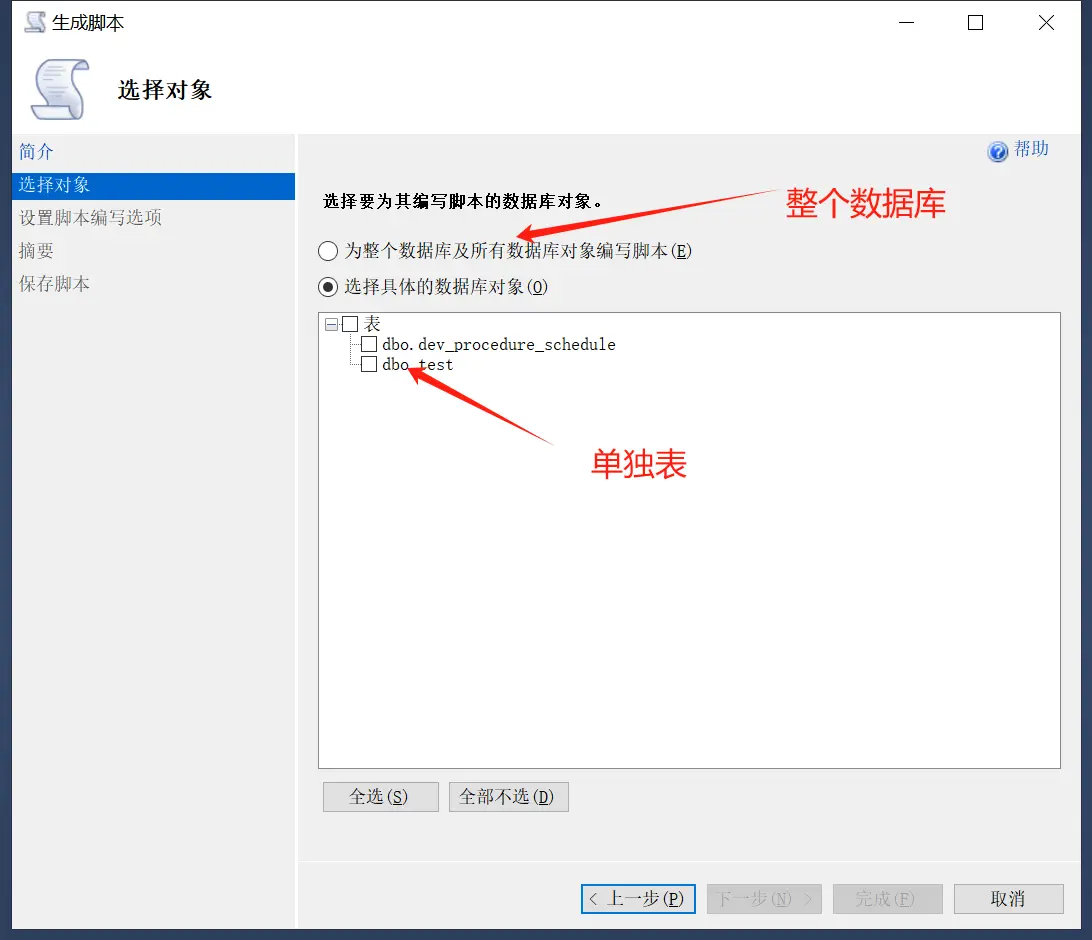 生成脚本
选择对象
简介
选择对象
设置脚本编写选项
摘要
保存脚本
帮助
选择要为其编写脚本的数据库对象。
整个数据库
为整个数据库及所有数据库对象编写脚本(E)
选择具体的数据库对象(O)
表
dbo.dev_procedure_schedule
dbo.test
单独表
全选(S)
全部不选(D)
< 上一步(P)
下一步(N) >
完成(F)
取消